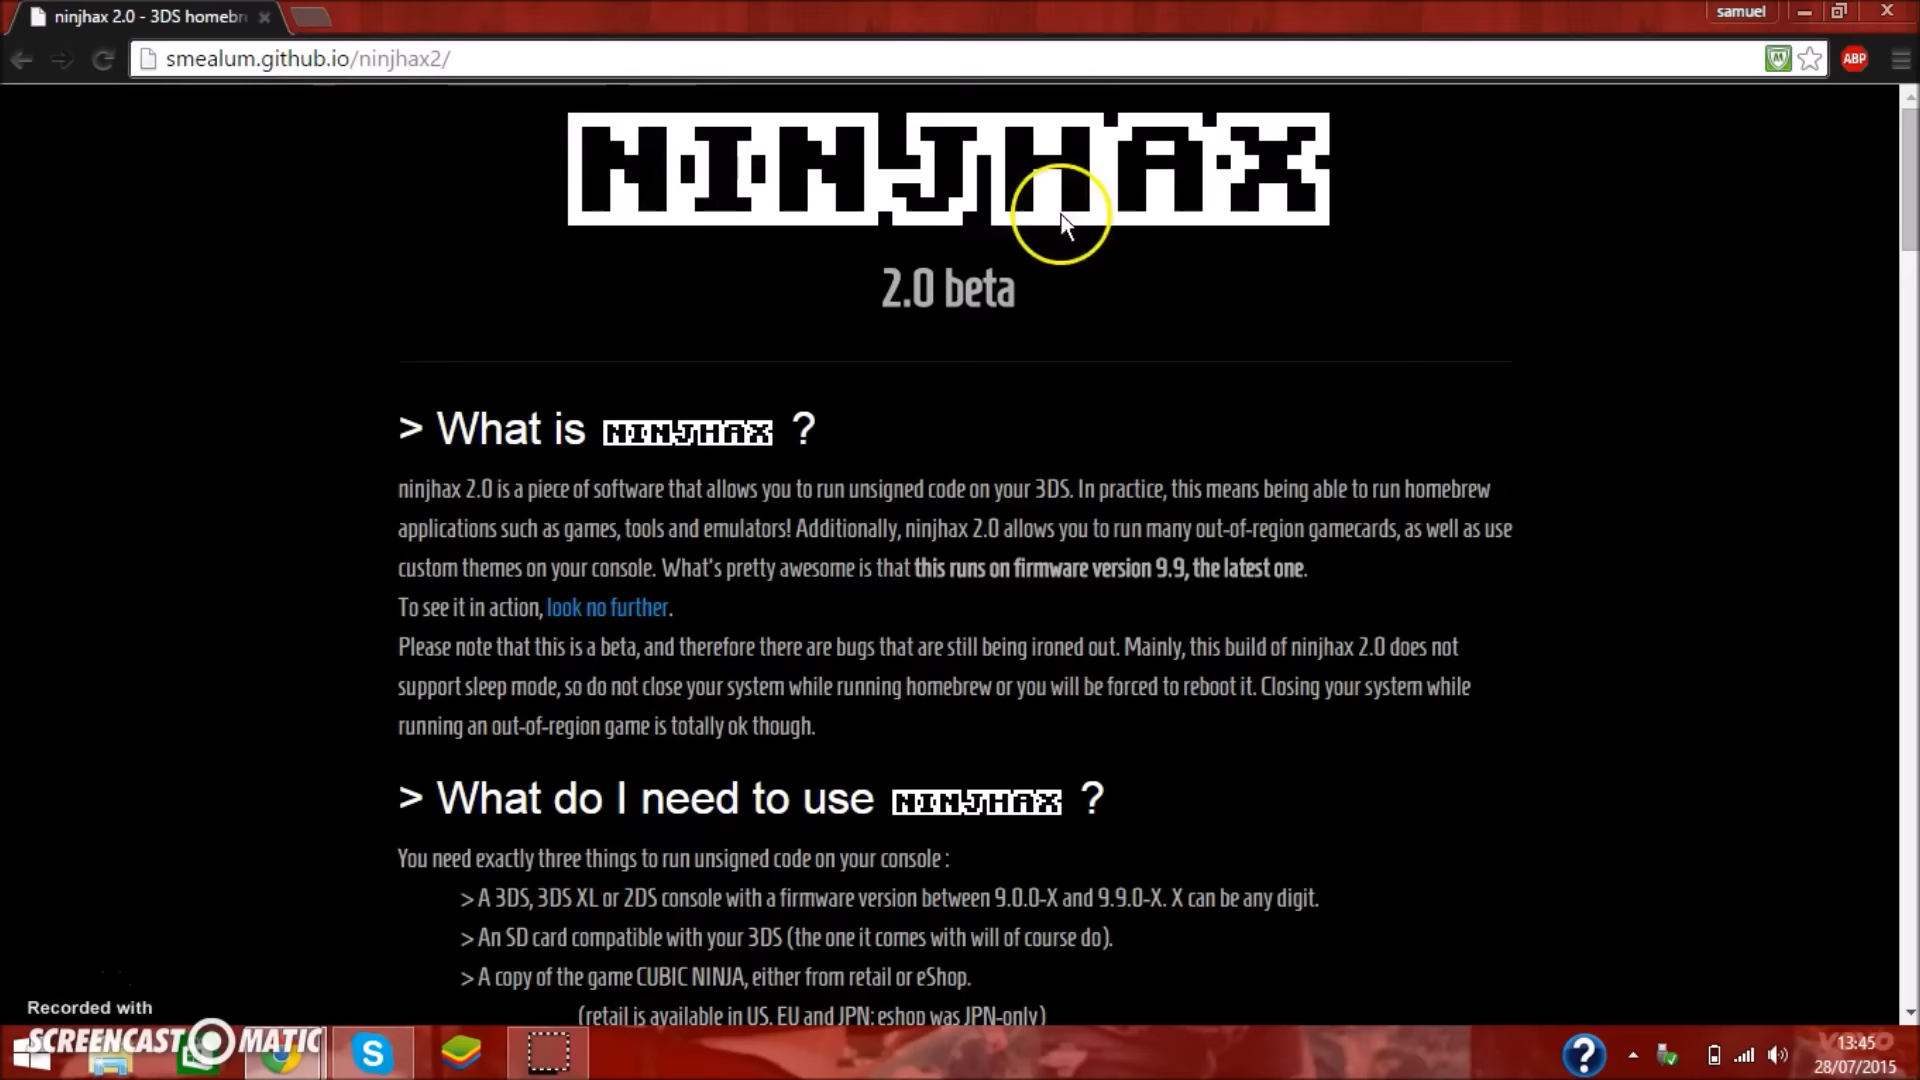 ninjhax 2.0 - 3DS homebr
samuel
smealum.github.io/ninjhax2/
ABP
NINJHAX
2.0 beta
> What is NINJHAX ?
ninjhax 2.0 is a piece of software that allows you to run unsigned code on your 3DS. In practice, this means being able to run homebrew
applications such as games, tools and emulators! Additionally, ninjhax 2.0 allows you to run many out-of-region gamecards, as well as use
custom themes on your console. What's pretty awesome is that this runs on firmware version 9.9, the latest one.
To see it in action, look no further.
Please note that this is a beta, and therefore there are bugs that are still being ironed out. Mainly, this build of ninjhax 2.0 does not
support sleep mode, so do not close your system while running homebrew or you will be forced to reboot it. Closing your system while
running an out-of-region game is totally ok though.
> What do I need to use NINJHAX ?
You need exactly three things to run unsigned code on your console :
> A 3DS, 3DS XL or 2DS console with a firmware version between 9.0.0-X and 9.9.0-X. X can be any digit.
> An SD card compatible with your 3DS (the one it comes with will of course do).
> A copy of the game CUBIC NINJA, either from retail or eShop.
(retail is available in US, EU and JPN; eshop was JPN-only)
Recorded with
SCREENCAST-O-MATIC
13:45
28/07/2015